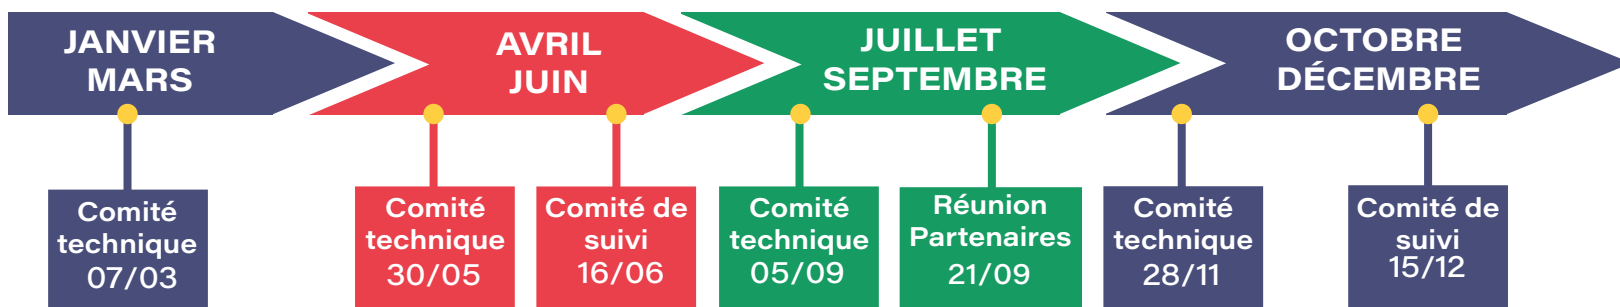 JANVIER
MARS
AVRIL
JUIN
JUILLET
SEPTEMBRE
OCTOBRE
DÉCEMBRE
Comité
technique
07/03
Comité
technique
30/05
Comité de
suivi
16/06
Comité
technique
05/09
Réunion
Partenaires
21/09
Comité
technique
28/11
Comité de
suivi
15/12